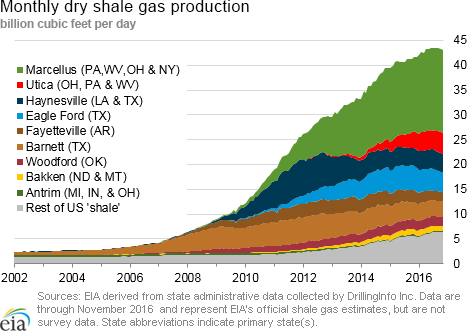 Monthly dry shale gas production
billion cubic feet per day
45
40
35
30
25
20
15
10
5
0
Marcellus (PA,WV,OH & NY)
Utica (OH, PA & WV)
Haynesville (LA & TX)
Eagle Ford (TX)
Fayetteville (AR)
Barnett (TX)
Woodford (OK)
Bakken (ND & MT)
Antrim (MI, IN, & OH)
Rest of US 'shale'
2002 2004 2006 2008 2010 2012 2014 2016
Sources: EIA derived from state administrative data collected by DrillingInfo Inc. Data are
through November 2016 and represent EIA's official shale gas estimates, but are not
survey data. State abbreviations indicate primary state(s).
eia